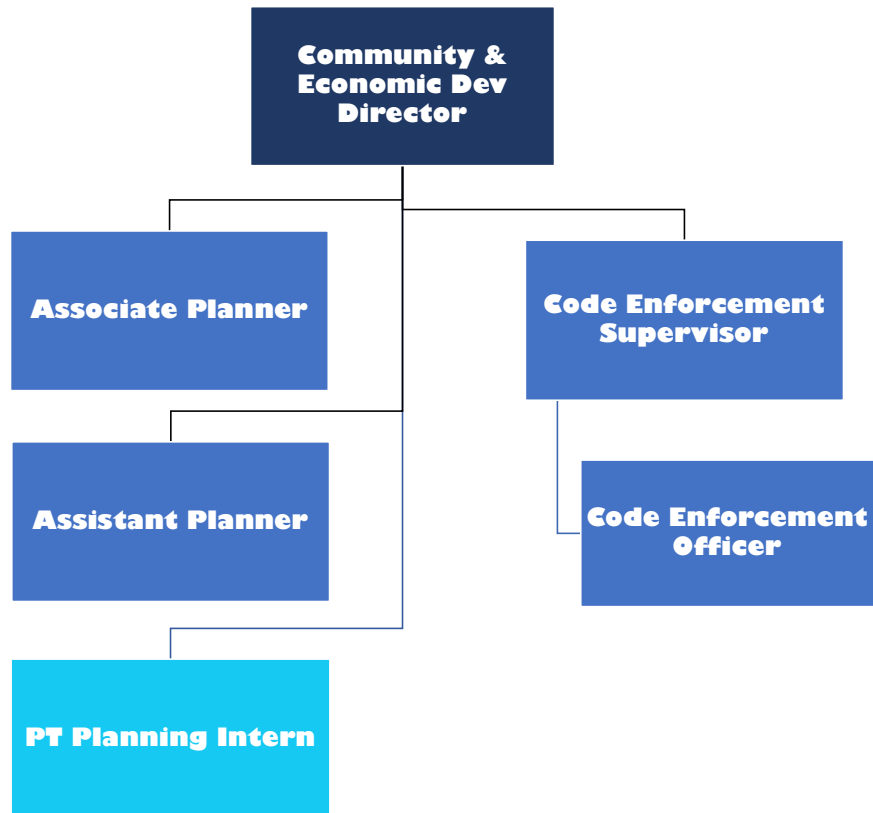 Community &
Economic Dev
Director
Associate Planner
Code Enforcement
Supervisor
Assistant Planner
Code Enforcement
Officer
PT Planning Intern